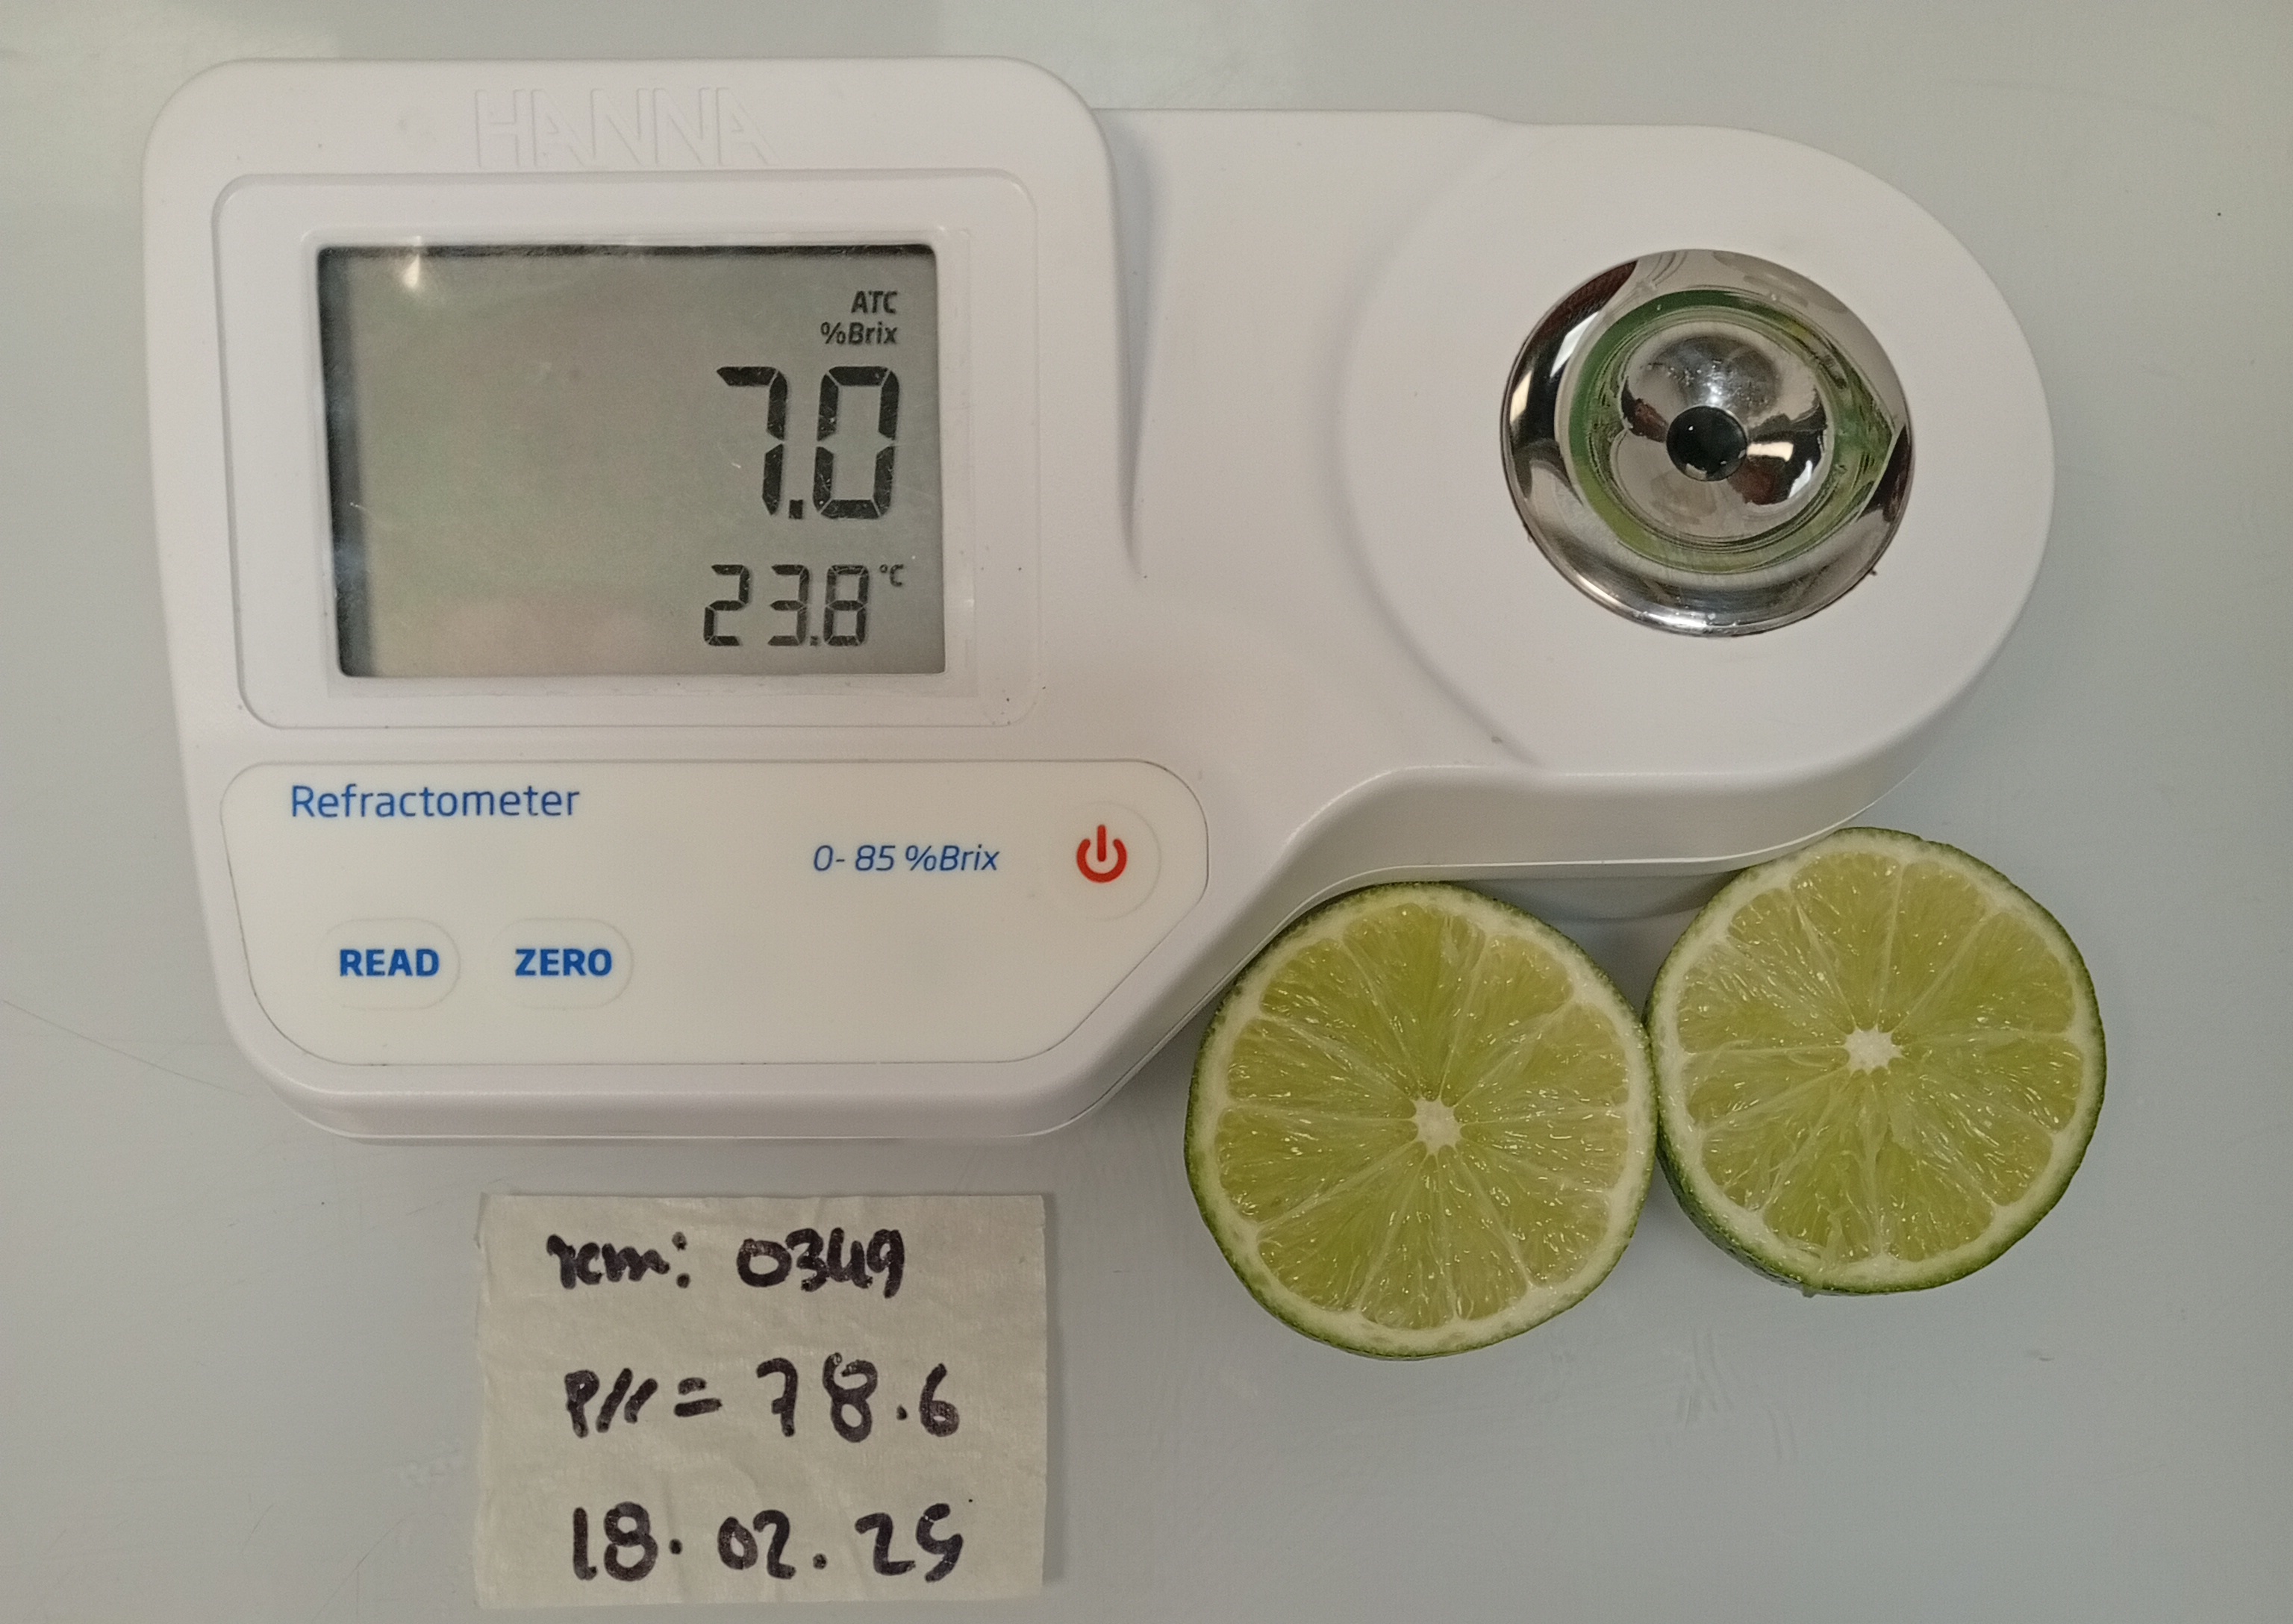 HANNA
ATC
%Brix
7.0
23.8 °C
Refractometer
0- 85 %Brix
READ
ZERO
0349
= 78.6
18.02.25